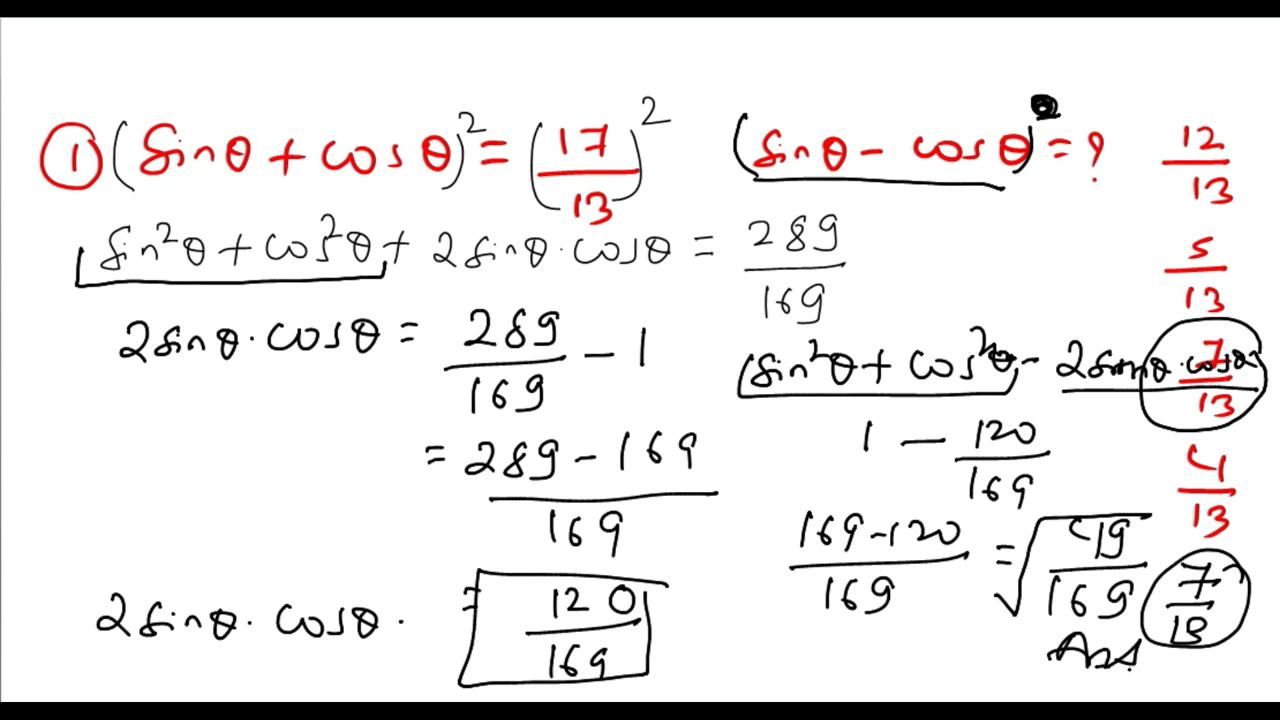 ① (sinθ + cosθ)² = (17/13)²
(sinθ - cosθ) = ?
sin²θ + cos²θ + 2sinθ·cosθ = 289/169
2sinθ·cosθ = 289/169 - 1
= 289 - 169/169
2sinθ·cosθ· = 120/169
sin²θ + cos²θ - 2sinθ·cosθ
1 - 120/169
169-120/169 = √49/169 7/13
Ans
12/13
5/13
7/13
4/13